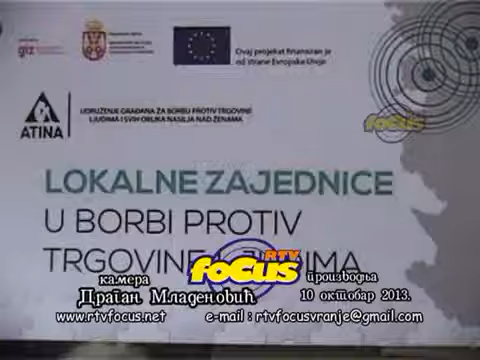 giz
Ovaj projekat finansiran je
od strane Evropske Unije
ATINA
UDRUŽENJE GRAĐANA ZA BORBU PROTIV TRGOVINE
LJUDIMA I SVIH OBLIKA NASILJA NAD ŽENAMA
focus
LOKALNE ZAJEDNICE
U BORBI PROTIV
TRGOVINE
RTV
focus
камера
Драган Младеновић
производња
10 октобар 2013.
www.rtvfocus.net
e-mail : rtvfocusvranje@gmail.com